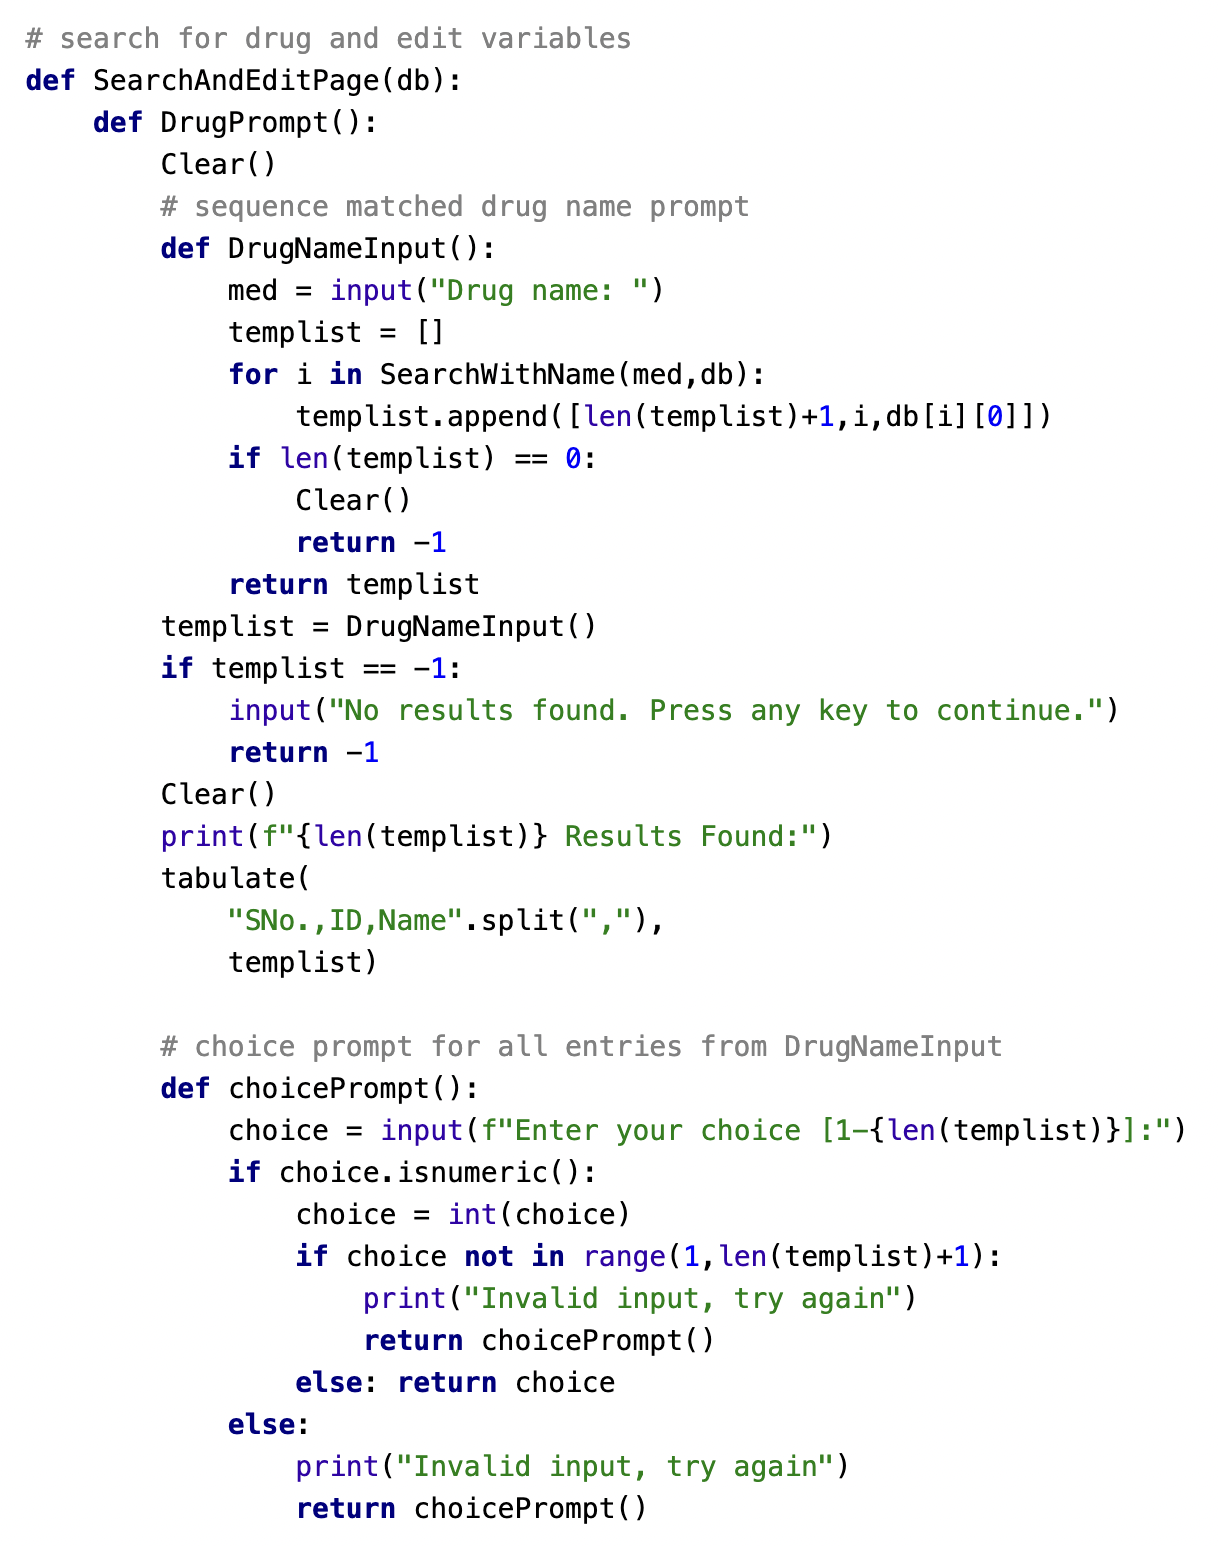 # search for drug and edit variables
def SearchAndEditPage(db):
    def DrugPrompt():
        Clear()
        # sequence matched drug name prompt
        def DrugNameInput():
            med = input("Drug name: ")
            templist = []
            for i in SearchWithName(med,db):
                templist.append([len(templist)+1,i,db[i][0]])
            if len(templist) == 0:
                Clear()
                return -1
            return templist
        templist = DrugNameInput()
        if templist == -1:
            input("No results found. Press any key to continue.")
            return -1
        Clear()
        print(f"{len(templist)} Results Found:")
        tabulate(
            "SNo.,ID,Name".split(","),
            templist)

        # choice prompt for all entries from DrugNameInput
        def choicePrompt():
            choice = input(f"Enter your choice [1-{len(templist)}]:")
            if choice.isnumeric():
                choice = int(choice)
                if choice not in range(1,len(templist)+1):
                    print("Invalid input, try again")
                    return choicePrompt()
                else: return choice
            else:
                print("Invalid input, try again")
                return choicePrompt()